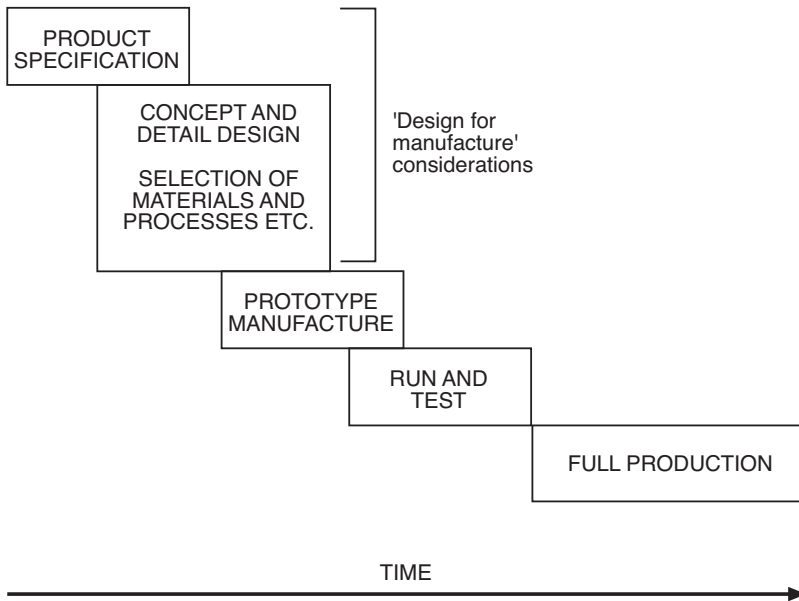 PRODUCT
SPECIFICATION
CONCEPT AND
DETAIL DESIGN
SELECTION OF
MATERIALS AND
PROCESSES ETC.
'Design for
manufacture'
considerations
PROTOTYPE
MANUFACTURE
RUN AND
TEST
FULL PRODUCTION
TIME